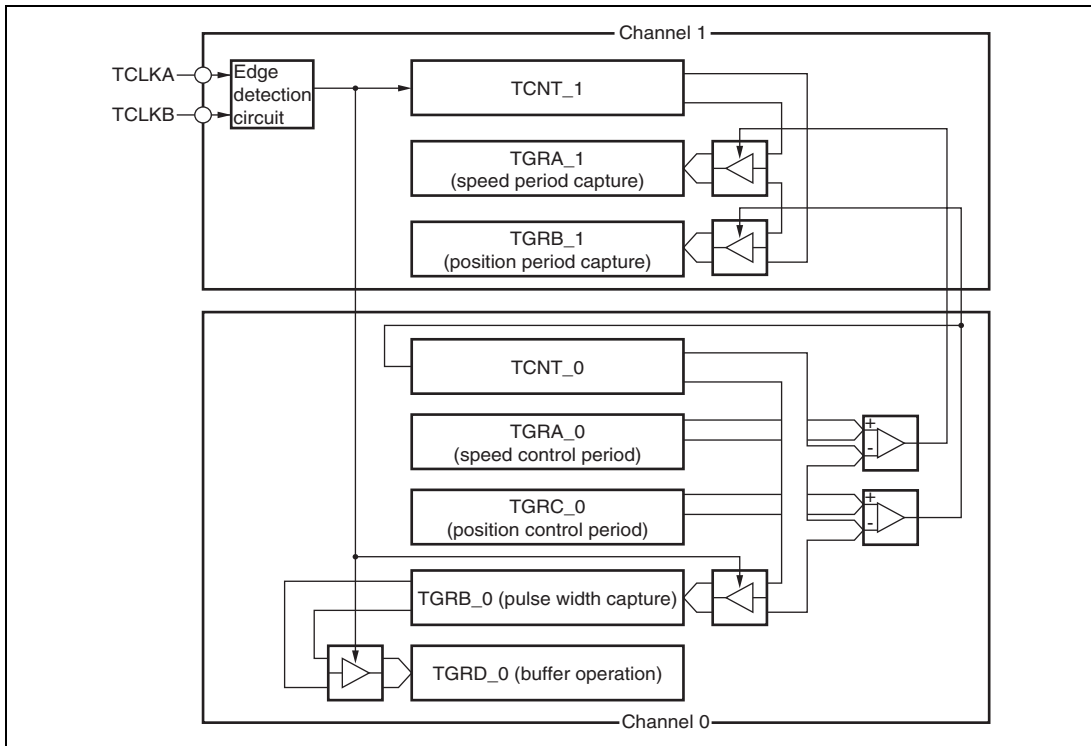 Channel 1
TCLKA
TCLKB
Edge
detection
circuit
TCNT_1
TGRA_1
(speed period capture)
TGRB_1
(position period capture)
TCNT_0
TGRA_0
(speed control period)
+
-
TGRC_0
(position control period)
+
-
TGRB_0 (pulse width capture)
TGRD_0 (buffer operation)
Channel 0